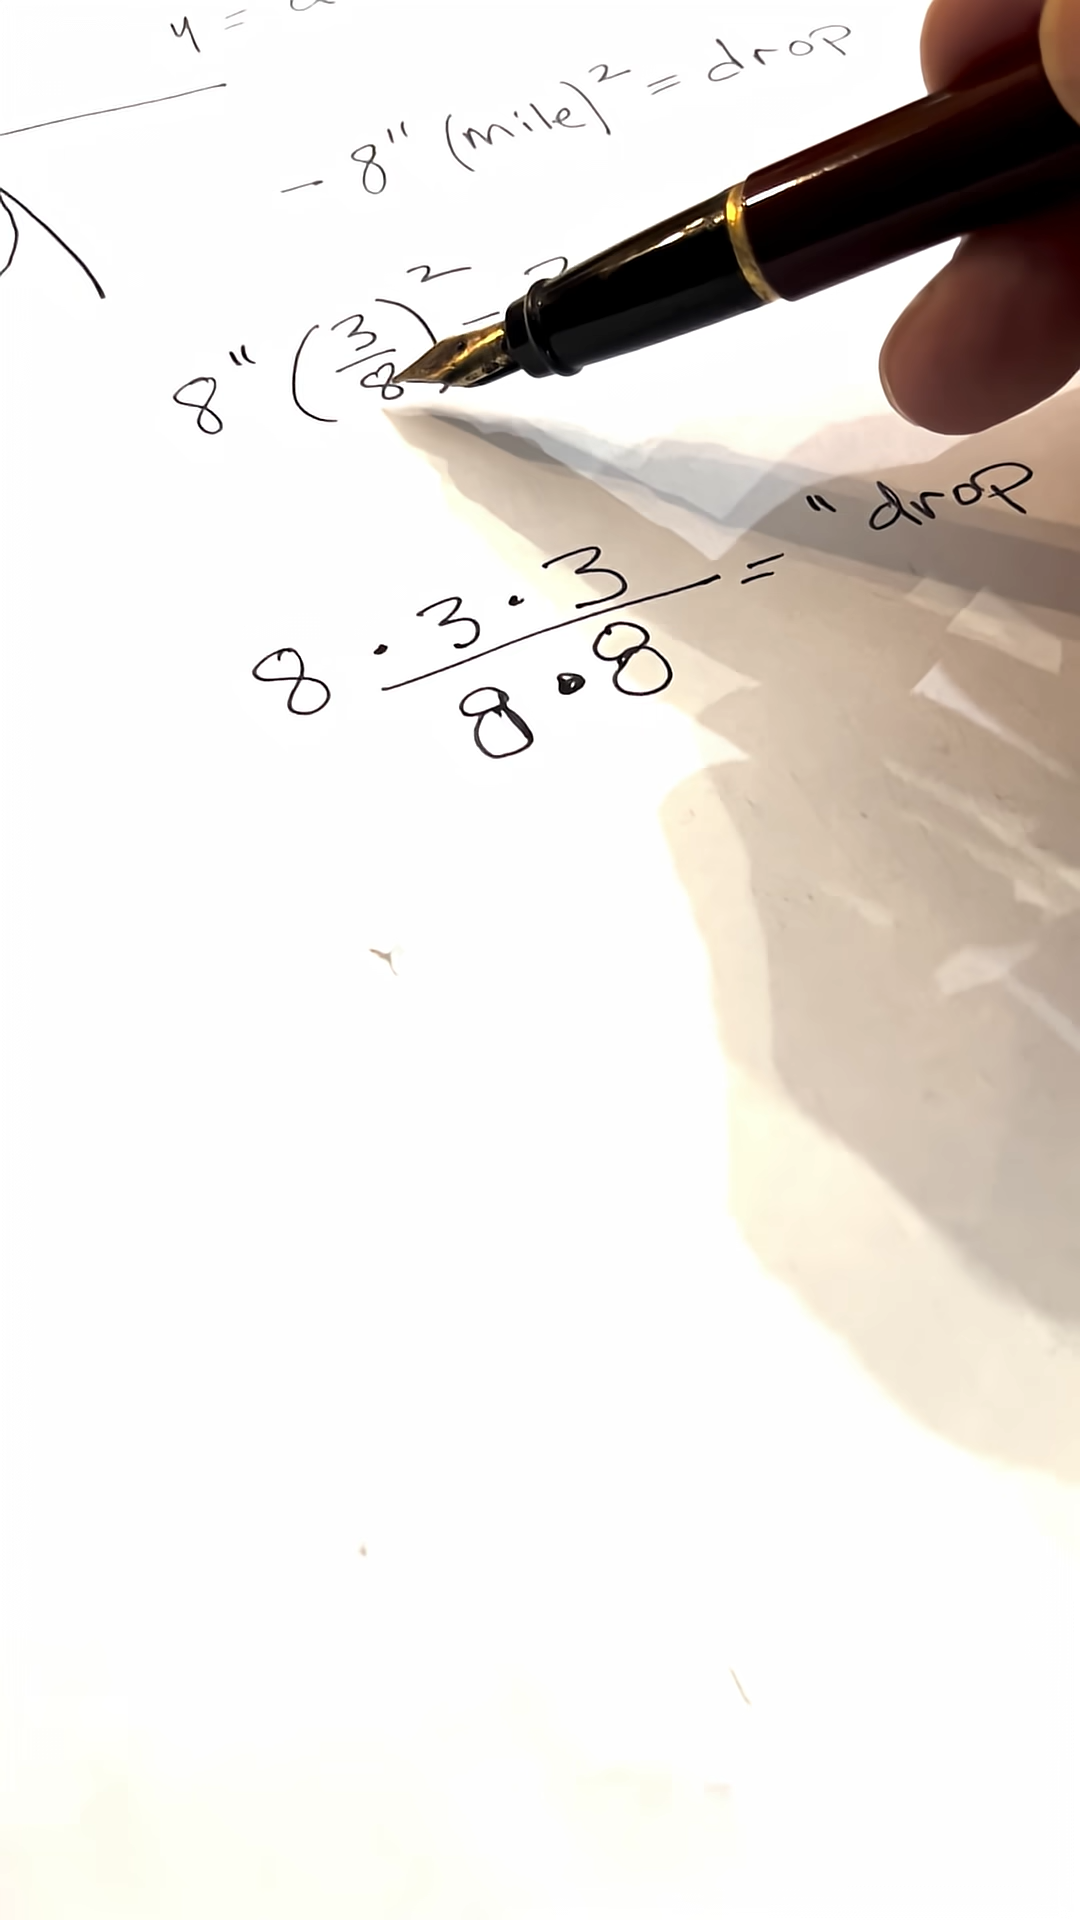 y =
- 8" (mile)² = drop
8" (3/8)² = ?
8 · 3 · 3 / 8 · 8 = " drop